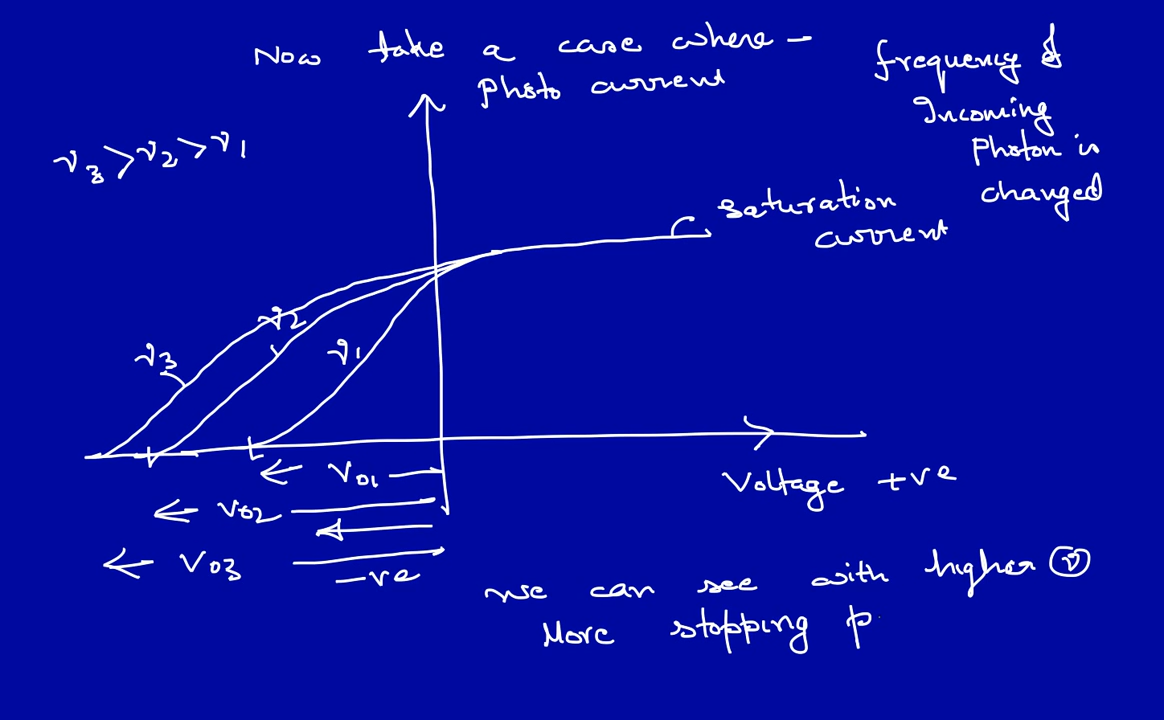 Now take a case where – frequency of
Photo current
Incoming
Photon is
changed
ν3 > ν2 > ν1
Saturation
current
ν2
ν3
ν1
V01
Voltage +ve
V02
V03
–ve
We can see with higher ν
More stopping p